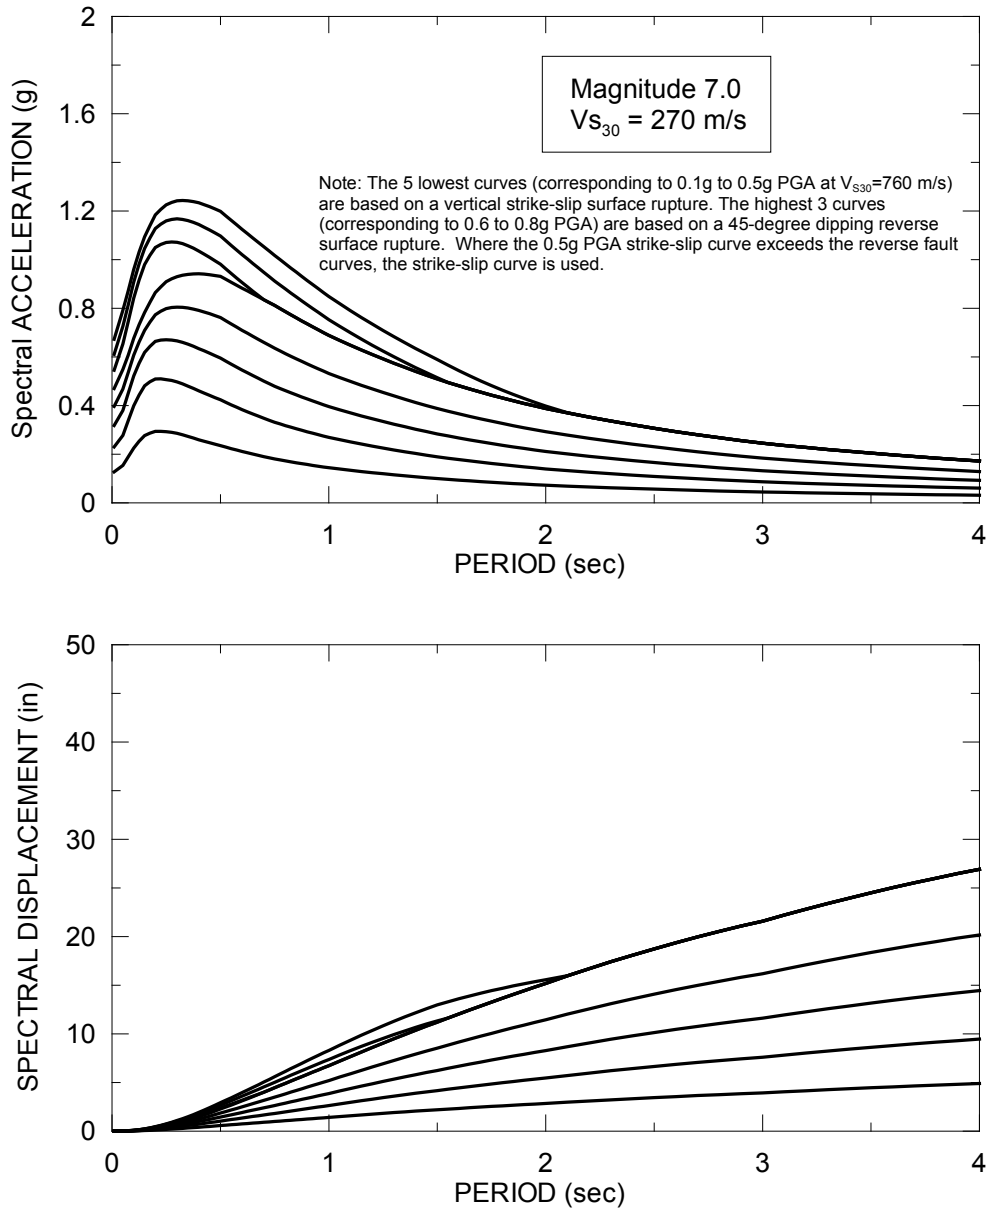 2
1.6
1.2
0.8
0.4
0
Spectral ACCELERATION (g)
Magnitude 7.0
Vs30 = 270 m/s
Note: The 5 lowest curves (corresponding to 0.1g to 0.5g PGA at VS30=760 m/s)
are based on a vertical strike-slip surface rupture. The highest 3 curves
(corresponding to 0.6 to 0.8g PGA) are based on a 45-degree dipping reverse
surface rupture. Where the 0.5g PGA strike-slip curve exceeds the reverse fault
curves, the strike-slip curve is used.
0 1 2 3 4
PERIOD (sec)
50
40
30
20
10
0
SPECTRAL DISPLACEMENT (in)
0 1 2 3 4
PERIOD (sec)